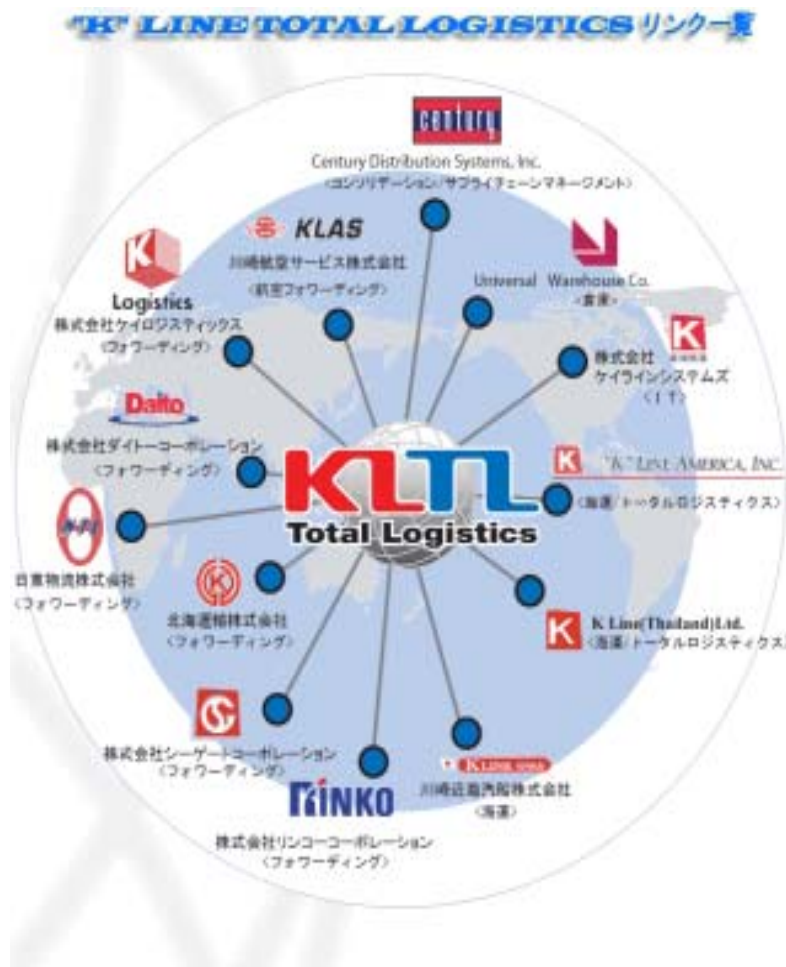 "K" LINE TOTAL LOGISTICS リンク一覧
century
Century Distribution Systems, Inc.
<コンソリデーション/サプライチェーンマネージメント>
KLAS
川崎航空サービス株式会社
<航空フォワーディング>
Universal Warehouse Co.
<倉庫>
K
Logistics
株式会社ケイロジスティックス
<フォワーディング>
K
株式会社
ケイラインシステムズ
<IT>
Daito
株式会社ダイトーコーポレーション
<フォワーディング>
K "K" LINE AMERICA, INC.
<海運/トータルロジスティクス>
KLTL
Total Logistics
日東物流株式会社
<フォワーディング>
K
北海運輸株式会社
<フォワーディング>
K K Line(Thailand)Ltd.
<海運/トータルロジスティクス>
株式会社シーゲートコーポレーション
<フォワーディング>
川崎近海汽船株式会社
<海運>
RINKO
株式会社リンコーコーポレーション
<フォワーディング>